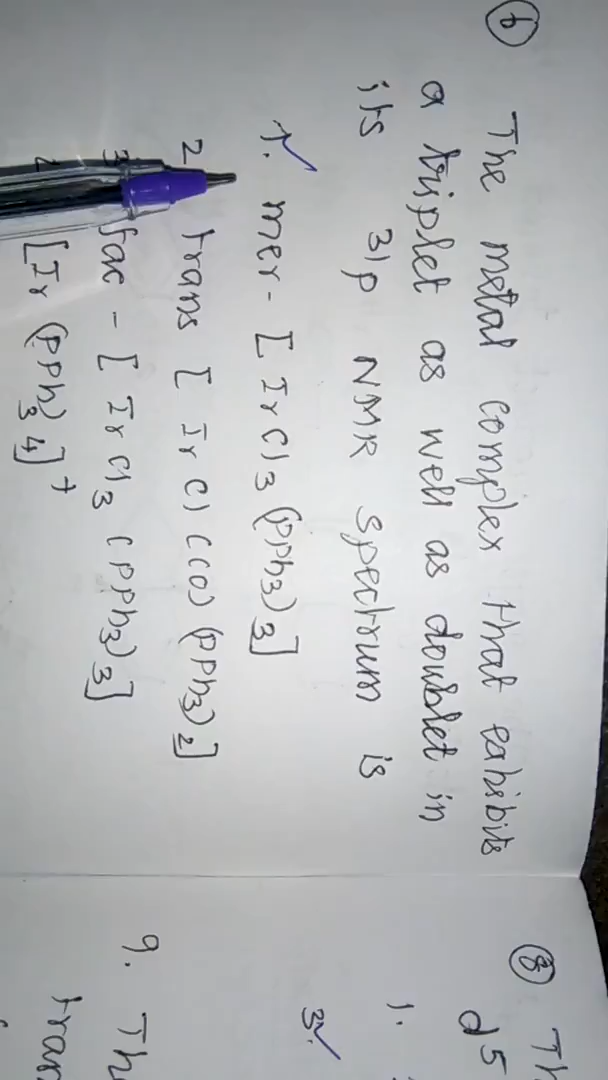 6 The metal complex that exhibits
a triplet as well as doublet in
its 31p NMR spectrum is
1. mer - [ IrCl3 (PPh3)3]
2 trans [ IrCl (CO) (PPh3)2]
3 fac - [ IrCl3 (PPh3)3]
[Ir (PPh3)4]+
8 Th
d5
1.
3.
9. Th
tran